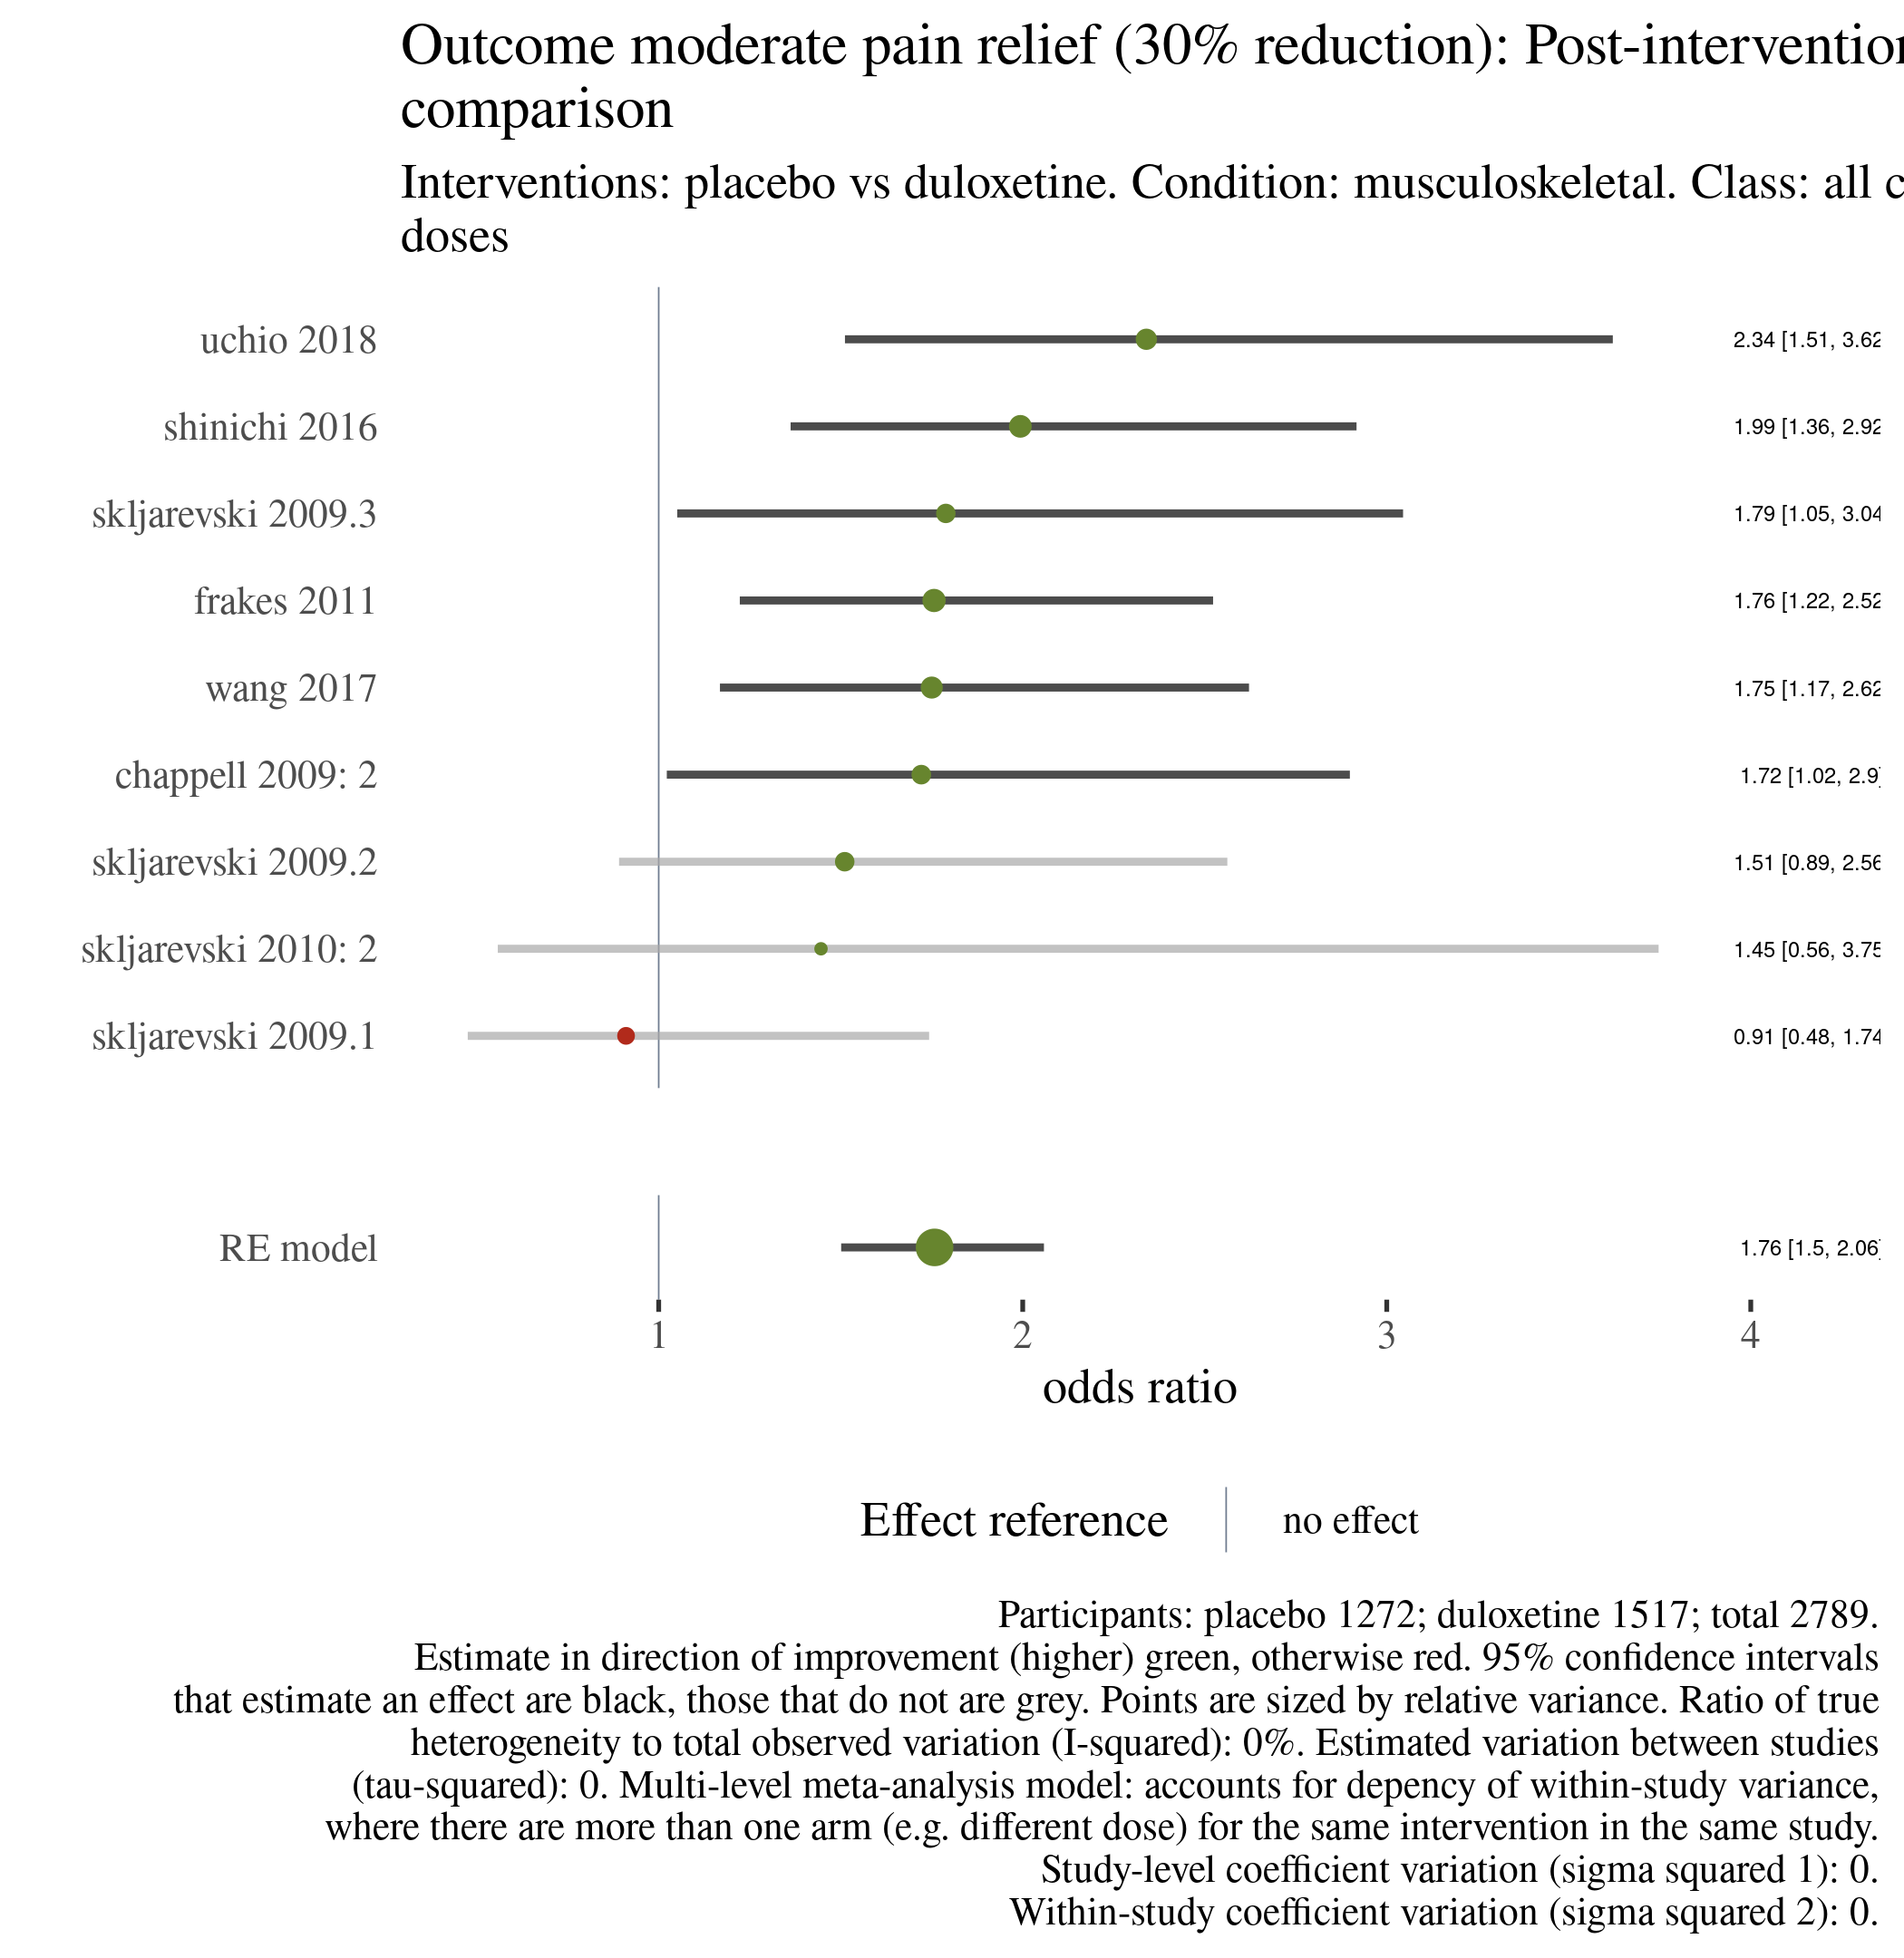 Outcome moderate pain relief (30% reduction): Post-intervention
comparison
Interventions: placebo vs duloxetine. Condition: musculoskeletal. Class: all c
doses
uchio 2018 2.34 [1.51, 3.62
shinichi 2016 1.99 [1.36, 2.92
skljarevski 2009.3 1.79 [1.05, 3.04
frakes 2011 1.76 [1.22, 2.52
wang 2017 1.75 [1.17, 2.62
chappell 2009: 2 1.72 [1.02, 2.9]
skljarevski 2009.2 1.51 [0.89, 2.56
skljarevski 2010: 2 1.45 [0.56, 3.75
skljarevski 2009.1 0.91 [0.48, 1.74
RE model 1.76 [1.5, 2.06]
1 2 3 4
odds ratio
Effect reference no effect
Participants: placebo 1272; duloxetine 1517; total 2789.
Estimate in direction of improvement (higher) green, otherwise red. 95% confidence intervals
that estimate an effect are black, those that do not are grey. Points are sized by relative variance. Ratio of true
heterogeneity to total observed variation (I-squared): 0%. Estimated variation between studies
(tau-squared): 0. Multi-level meta-analysis model: accounts for depency of within-study variance,
where there are more than one arm (e.g. different dose) for the same intervention in the same study.
Study-level coefficient variation (sigma squared 1): 0.
Within-study coefficient variation (sigma squared 2): 0.